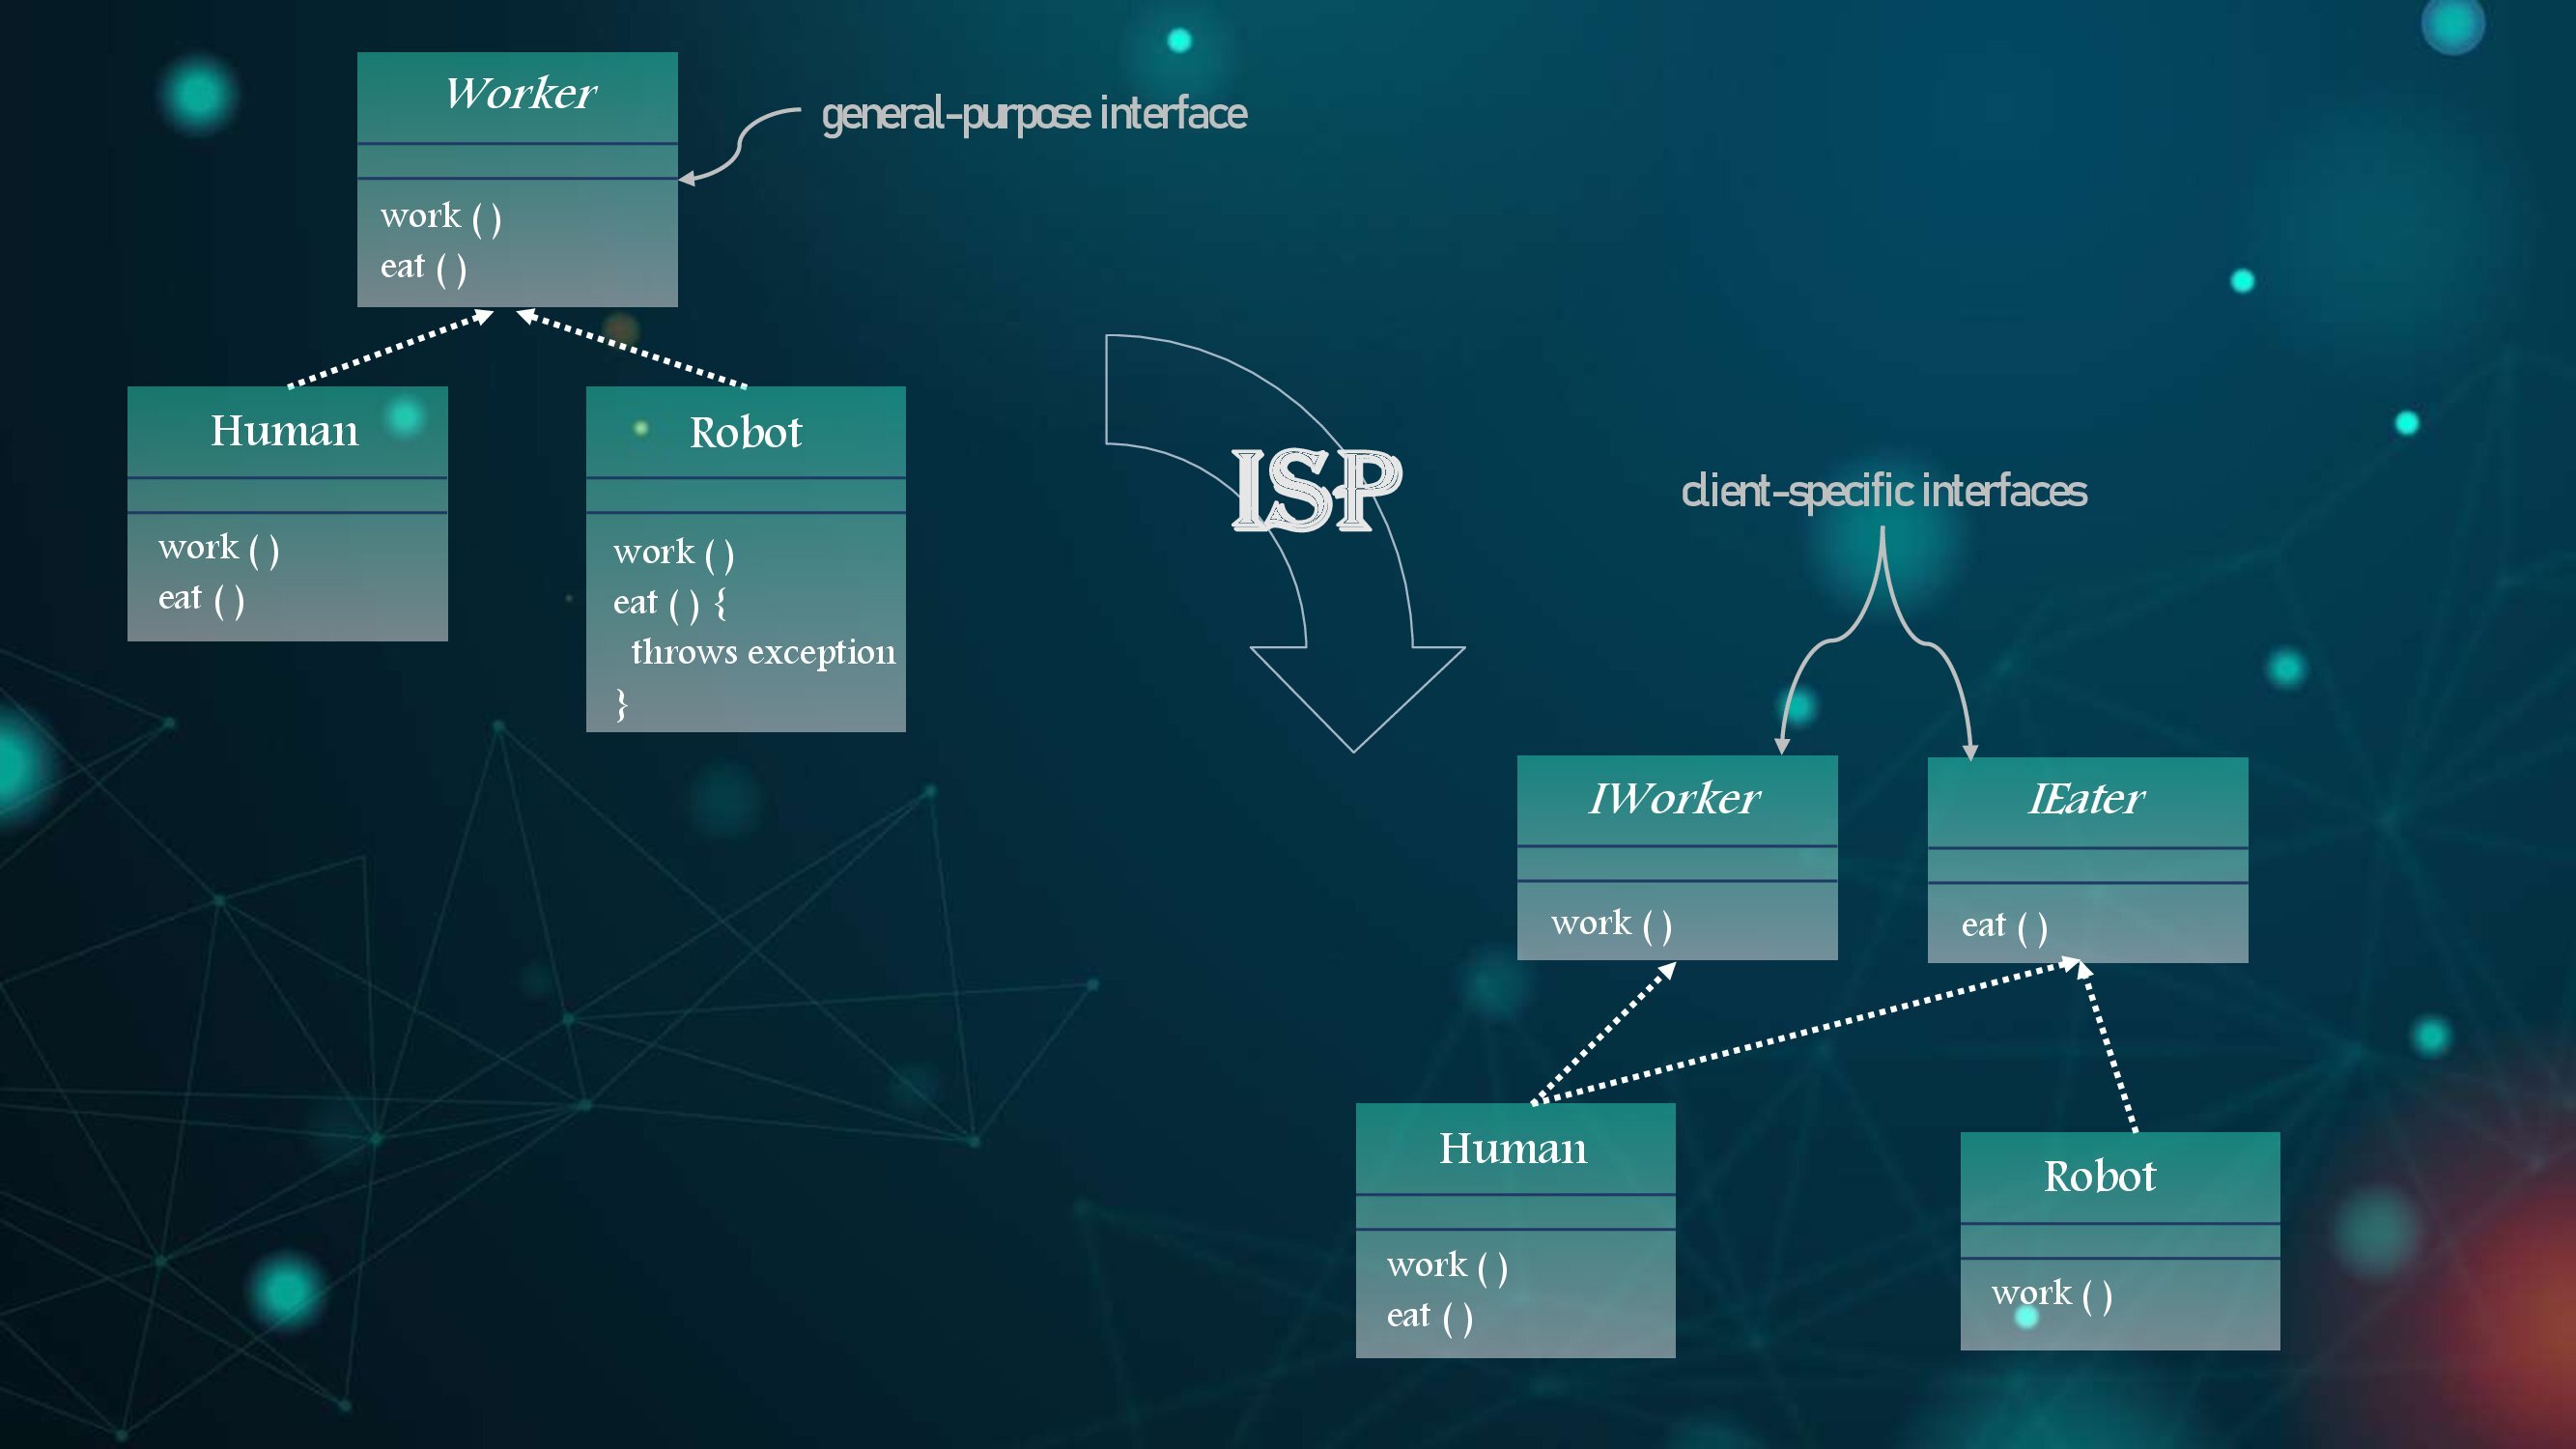 Worker
work ( )
eat ( )
general-purpose interface
Human
work ( )
eat ( )
Robot
work ( )
eat ( ) {
throws exception
}
ISP
client-specific interfaces
IWorker
work ( )
IEater
eat ( )
Human
work ( )
eat ( )
Robot
work ( )